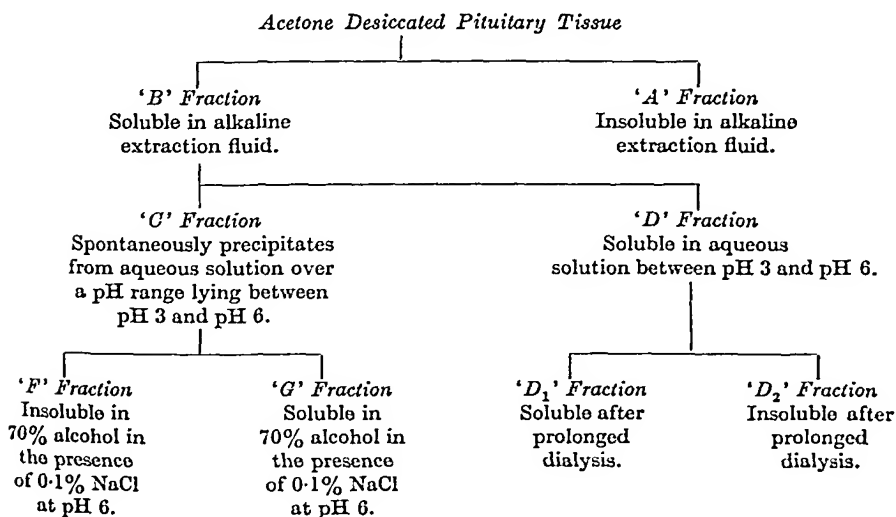 Acetone Desiccated Pituitary Tissue
'B' Fraction
Soluble in alkaline
extraction fluid.
'A' Fraction
Insoluble in alkaline
extraction fluid.
'C' Fraction
Spontaneously precipitates
from aqueous solution over
a pH range lying between
pH 3 and pH 6.
'D' Fraction
Soluble in aqueous
solution between pH 3 and pH 6.
'F' Fraction
Insoluble in
70% alcohol in
the presence
of 0·1% NaCl
at pH 6.
'G' Fraction
Soluble in
70% alcohol in
the presence
of 0·1% NaCl
at pH 6.
'D₁' Fraction
Soluble after
prolonged
dialysis.
'D₂' Fraction
Insoluble after
prolonged
dialysis.